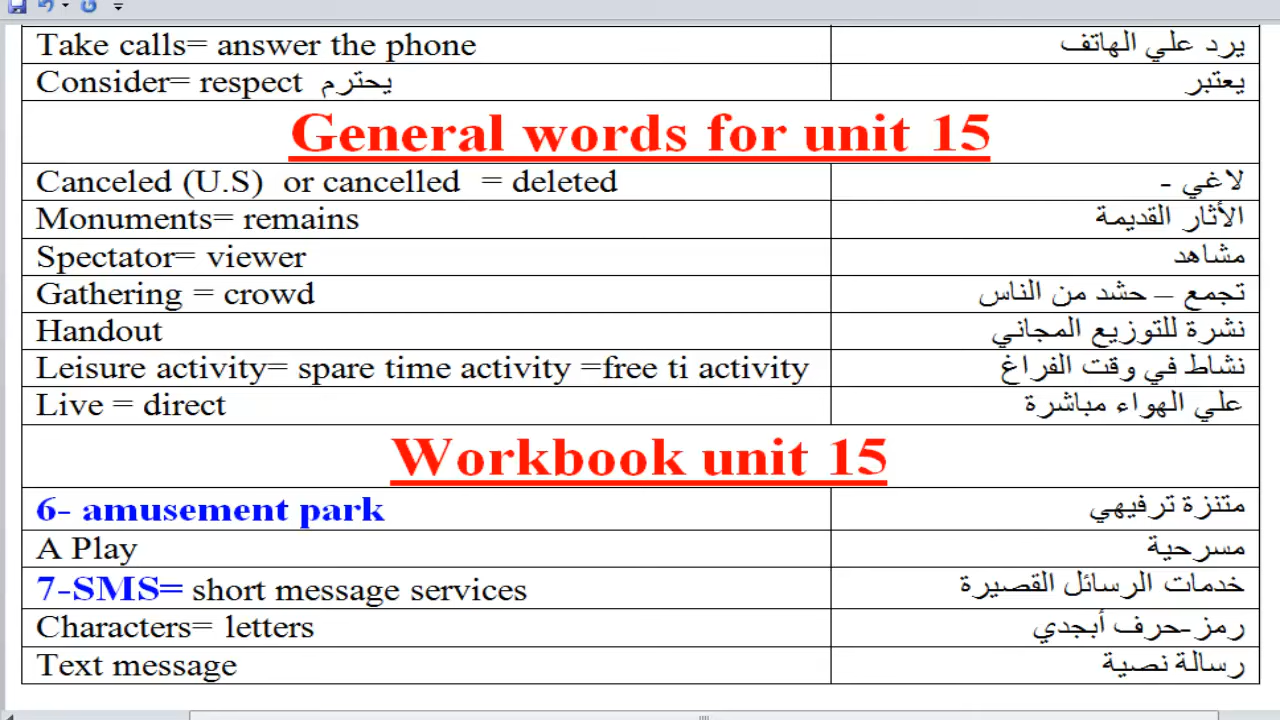 Take calls= answer the phone يرد علي الهاتف
Consider= respect يحترم يعتبر
General words for unit 15
Canceled (U.S) or cancelled = deleted لاغي -
Monuments= remains الأثار القديمة
Spectator= viewer مشاهد
Gathering = crowd تجمع – حشد من الناس
Handout نشرة للتوزيع المجاني
Leisure activity= spare time activity =free ti activity نشاط في وقت الفراغ
Live = direct علي الهواء مباشرة
Workbook unit 15
6- amusement park متنزة ترفيهي
A Play مسرحية
7-SMS= short message services خدمات الرسائل القصيرة
Characters= letters رمز-حرف أبجدي
Text message رسالة نصية